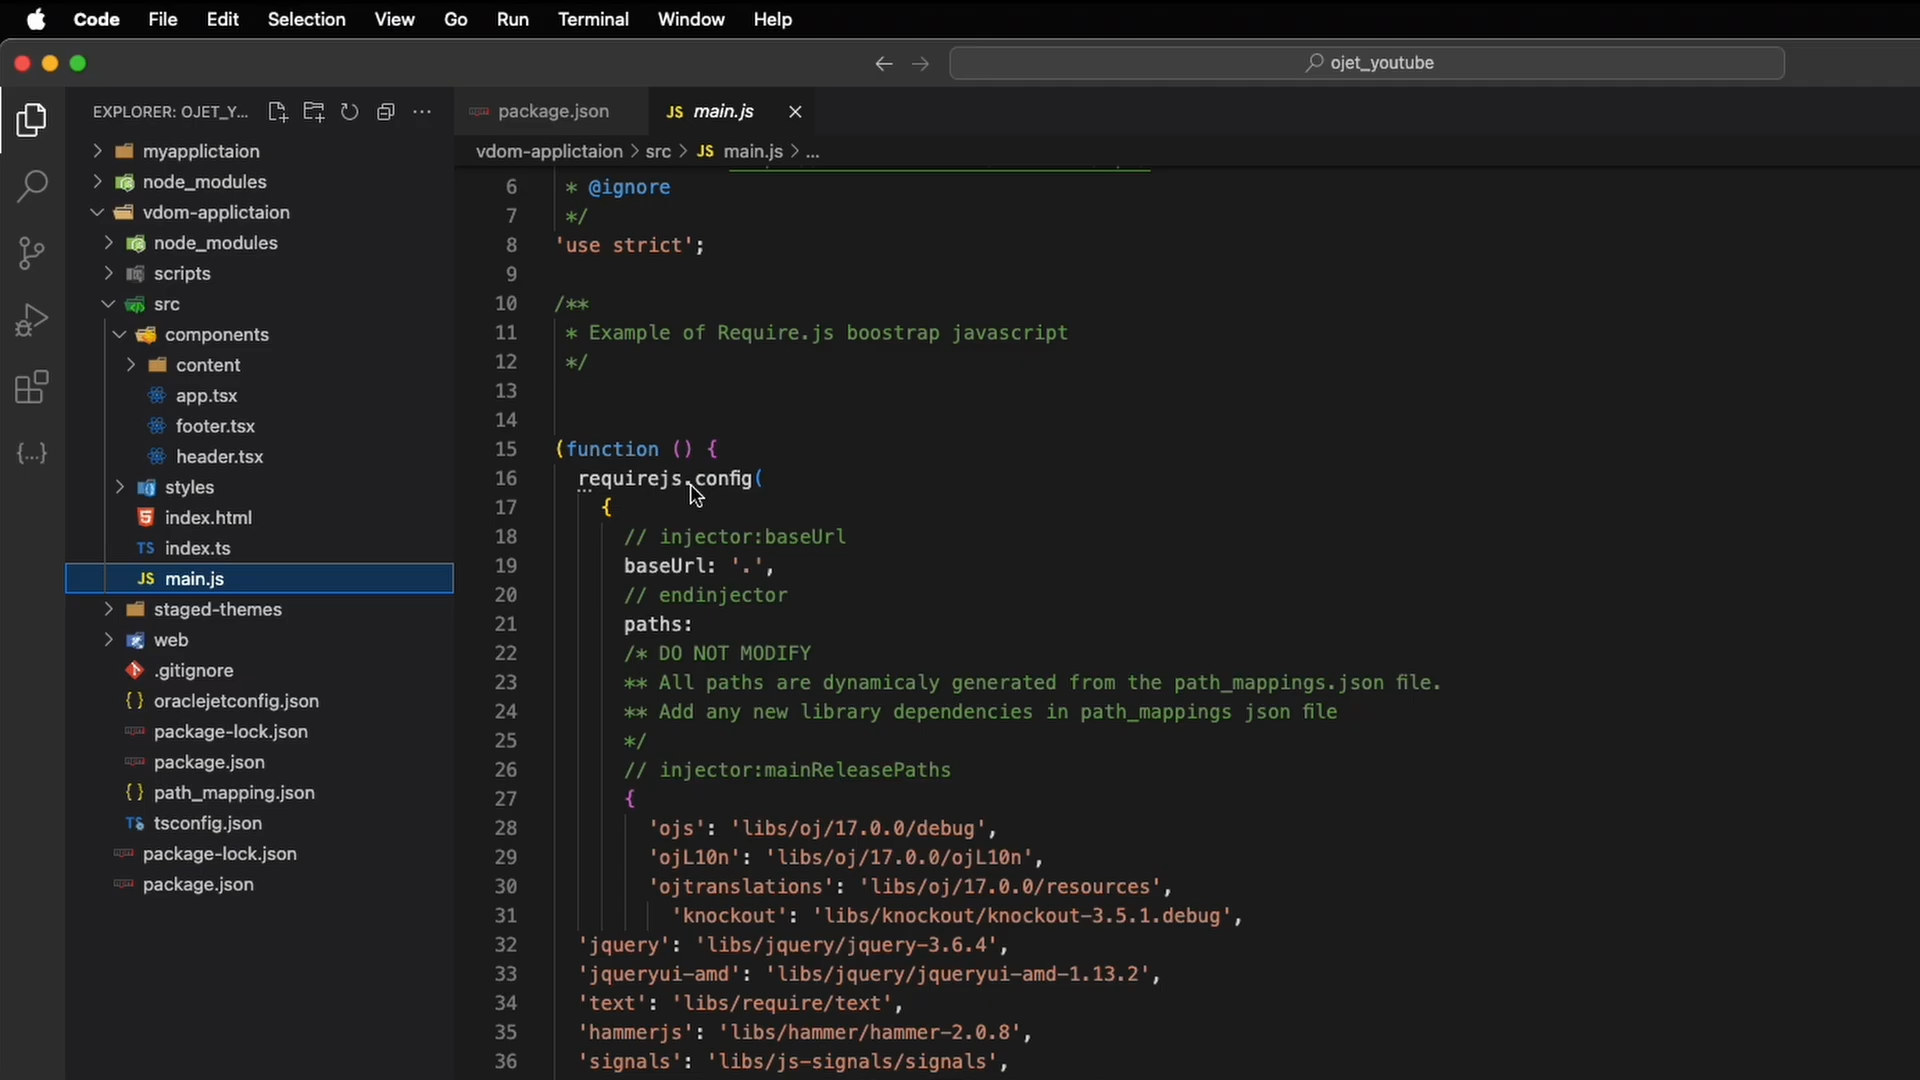 Code File Edit Selection View Go Run Terminal Window Help
ojet_youtube
EXPLORER: OJET_Y...
myapplictaion
node_modules
vdom-applictaion
node_modules
scripts
src
components
content
app.tsx
footer.tsx
header.tsx
styles
index.html
TS index.ts
JS main.js
staged-themes
web
.gitignore
{} oraclejetconfig.json
package-lock.json
package.json
{} path_mapping.json
TS tsconfig.json
package-lock.json
package.json
package.json JS main.js
vdom-applictaion > src > JS main.js > ...
6 * @ignore
7 */
8 'use strict';
9
10 /**
11 * Example of Require.js boostrap javascript
12 */
13
14
15 (function () {
16 requirejs.config(
17 {
18 // injector:baseUrl
19 baseUrl: '.',
20 // endinjector
21 paths:
22 /* DO NOT MODIFY
23 ** All paths are dynamicaly generated from the path_mappings.json file.
24 ** Add any new library dependencies in path_mappings json file
25 */
26 // injector:mainReleasePaths
27 {
28 'ojs': 'libs/oj/17.0.0/debug',
29 'ojL10n': 'libs/oj/17.0.0/ojL10n',
30 'ojtranslations': 'libs/oj/17.0.0/resources',
31 'knockout': 'libs/knockout/knockout-3.5.1.debug',
32 'jquery': 'libs/jquery/jquery-3.6.4',
33 'jqueryui-amd': 'libs/jquery/jqueryui-amd-1.13.2',
34 'text': 'libs/require/text',
35 'hammerjs': 'libs/hammer/hammer-2.0.8',
36 'signals': 'libs/js-signals/signals',